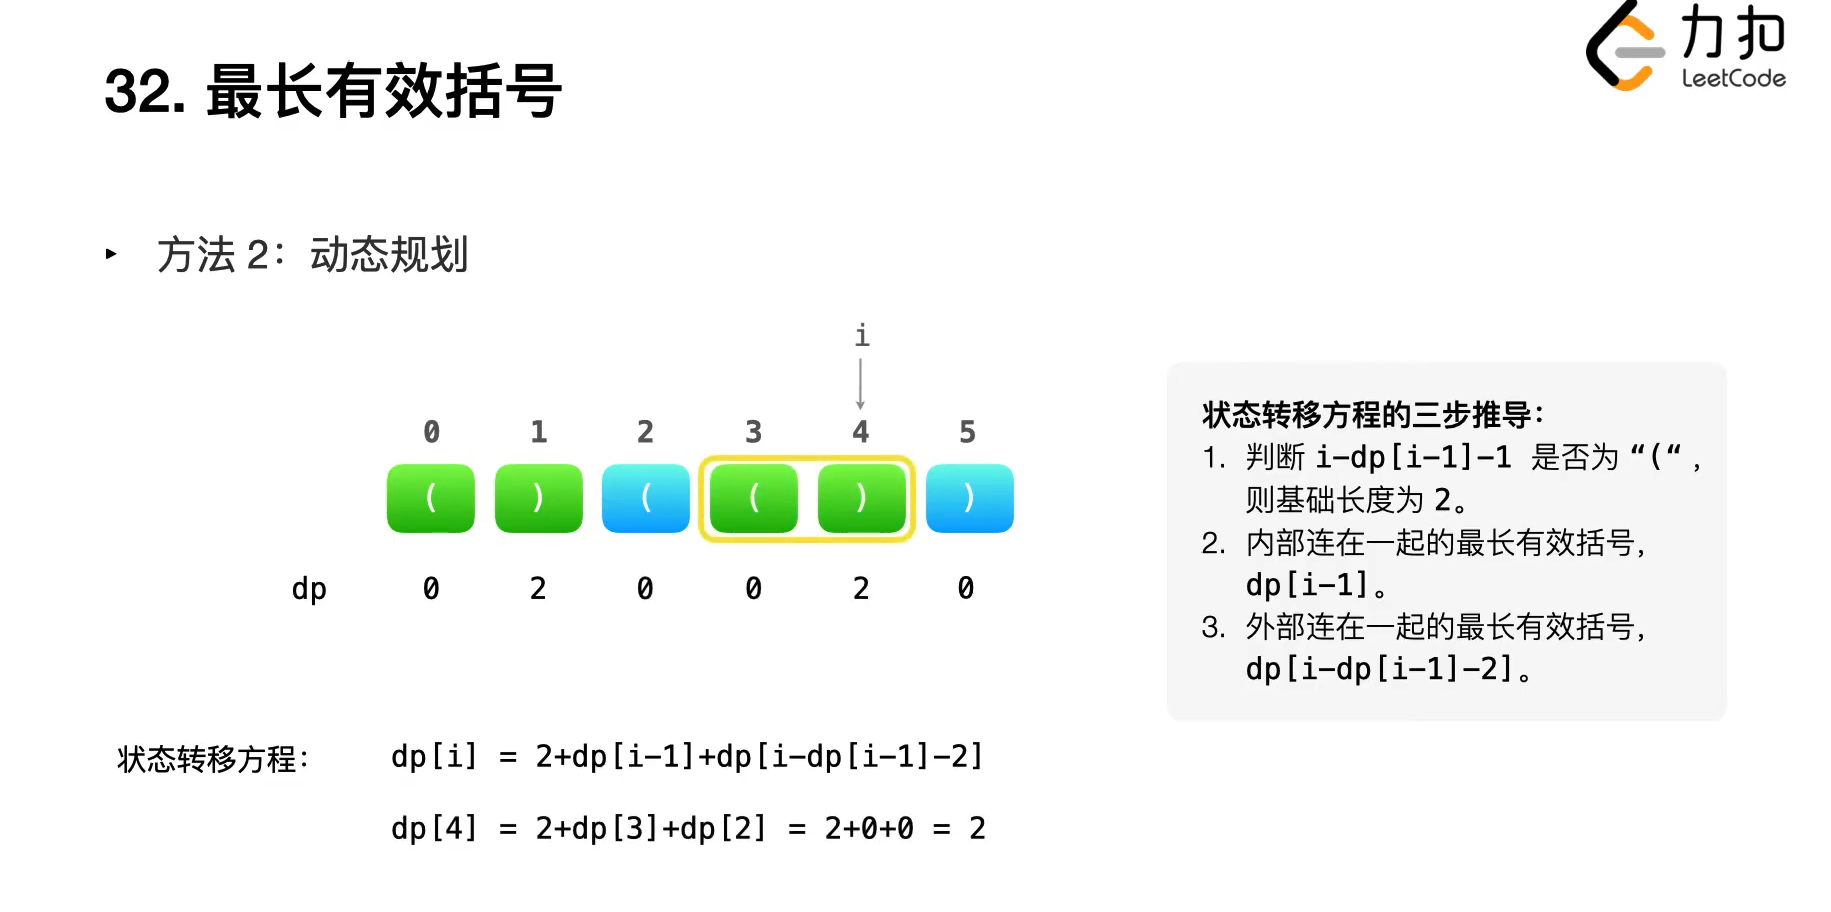 力扣
LeetCode
32. 最长有效括号
‣ 方法 2：动态规划
i
0 1 2 3 4 5
( ) ( ( ) )
dp 0 2 0 0 2 0
状态转移方程的三步推导：
1. 判断 i-dp[i-1]-1 是否为 “(“ ，
则基础长度为 2。
2. 内部连在一起的最长有效括号，
dp[i-1]。
3. 外部连在一起的最长有效括号，
dp[i-dp[i-1]-2]。
状态转移方程： dp[i] = 2+dp[i-1]+dp[i-dp[i-1]-2]
dp[4] = 2+dp[3]+dp[2] = 2+0+0 = 2